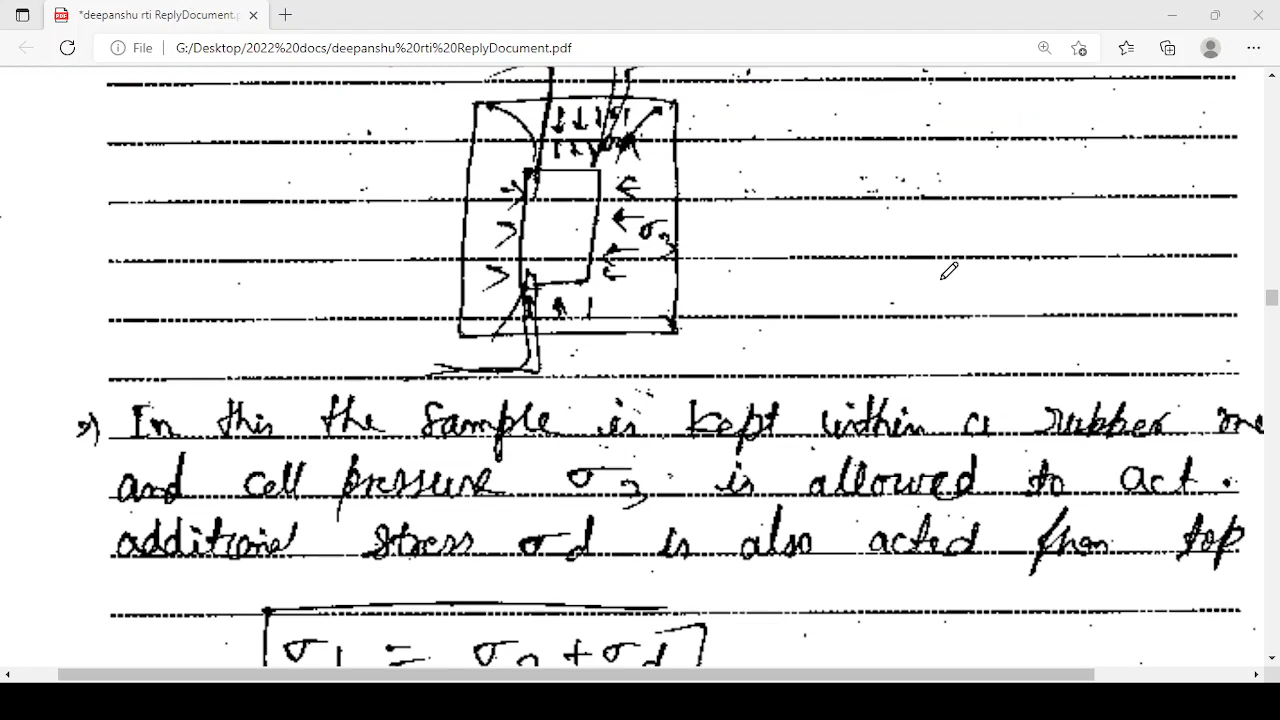 *deepanshu rti ReplyDocument.p
File G:/Desktop/2022%20docs/deepanshu%20rti%20ReplyDocument.pdf
σ3
⇒) In this the sample is kept within a rubber me
and cell pressure σ3 is allowed to act.
additional stress σd is also acted from top
σ1 = σ3 + σd